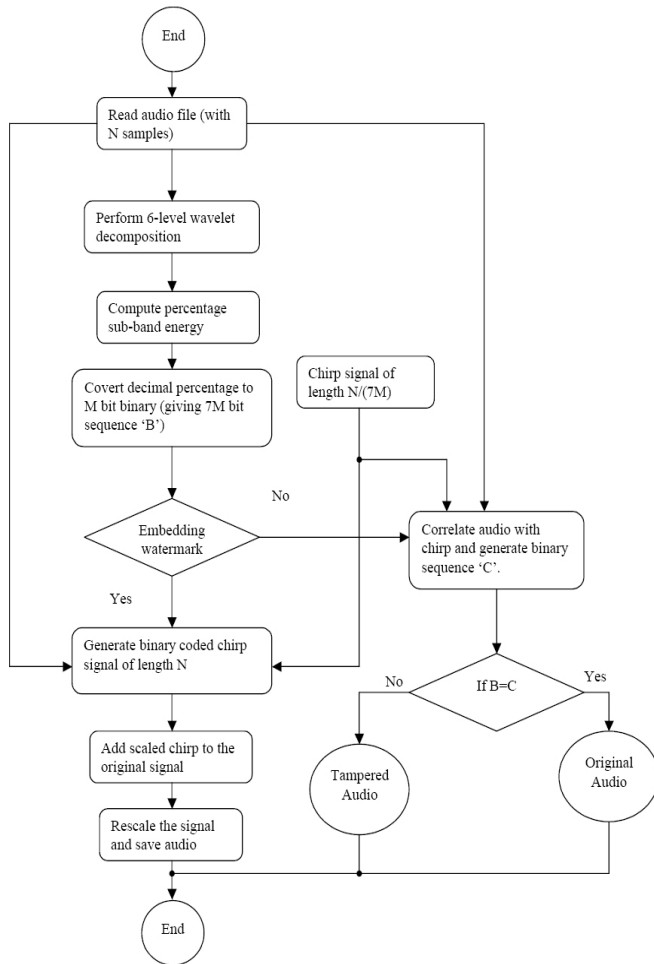 End
Read audio file (with
N samples)
Perform 6-level wavelet
decomposition
Compute percentage
sub-band energy
Covert decimal percentage to
M bit binary (giving 7M bit
sequence ‘B’)
Chirp signal of
length N/(7M)
No
Embedding
watermark
Correlate audio with
chirp and generate binary
sequence ‘C’.
Yes
Generate binary coded chirp
signal of length N
No
If B=C
Yes
Add scaled chirp to the
original signal
Tampered
Audio
Original
Audio
Rescale the signal
and save audio
End